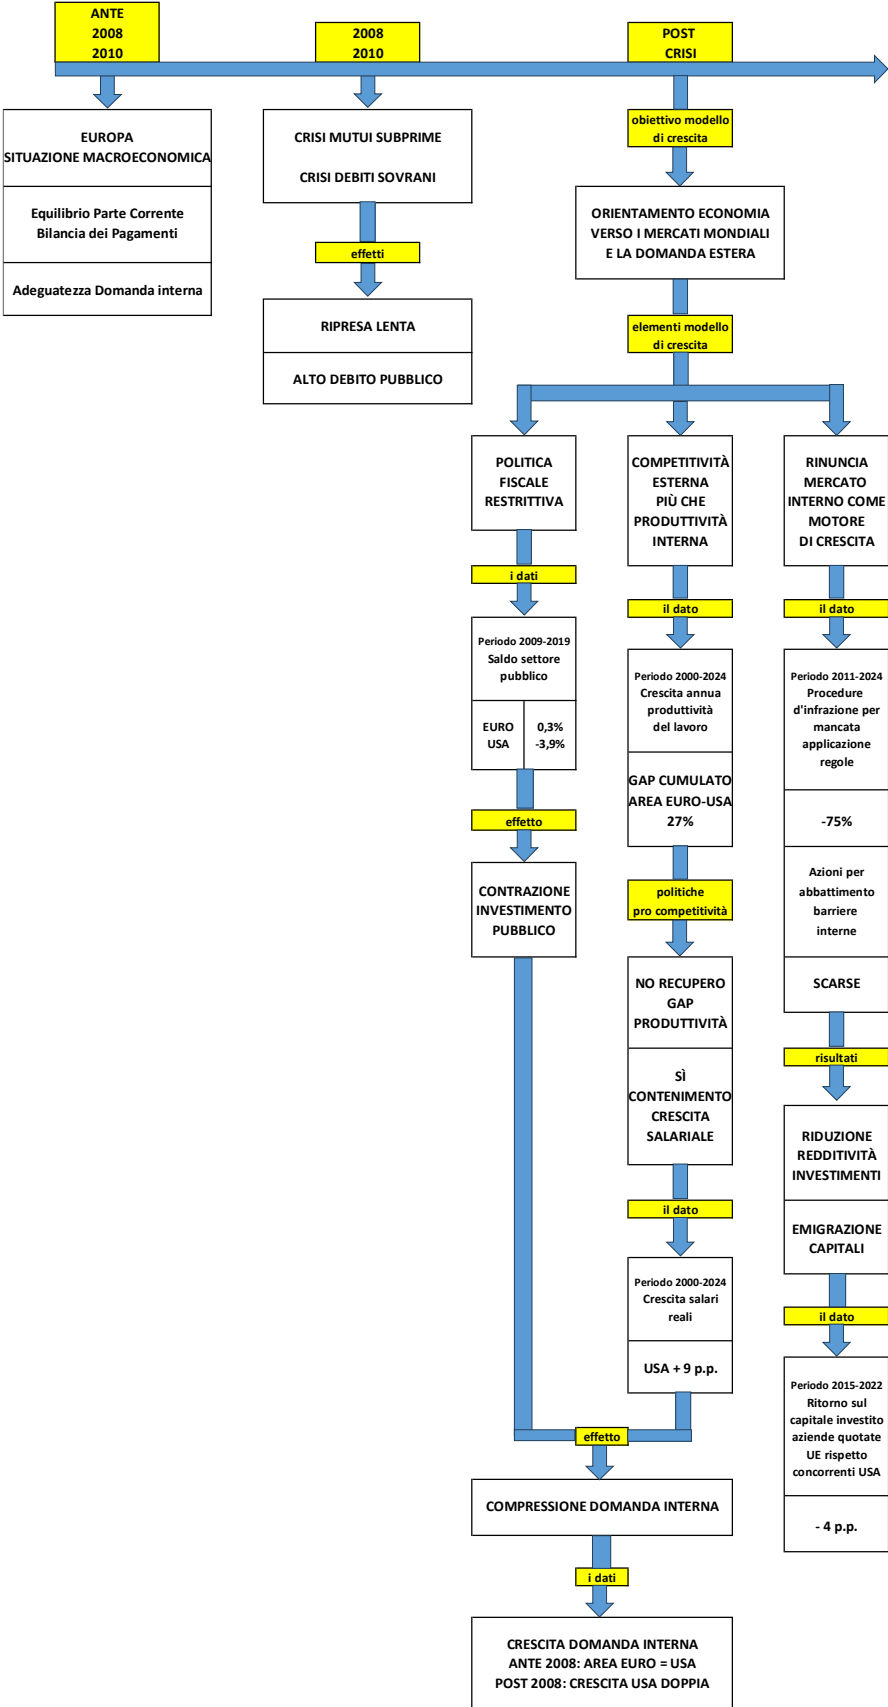 ANTE
2008
2010
2008
2010
POST
CRISI
EUROPA
SITUAZIONE MACROECONOMICA
Equilibrio Parte Corrente
Bilancia dei Pagamenti
Adeguatezza Domanda interna
CRISI MUTUI SUBPRIME
CRISI DEBITI SOVRANI
effetti
RIPRESA LENTA
ALTO DEBITO PUBBLICO
obiettivo modello
di crescita
ORIENTAMENTO ECONOMIA
VERSO I MERCATI MONDIALI
E LA DOMANDA ESTERA
elementi modello
di crescita
POLITICA
FISCALE
RESTRITTIVA
i dati
Periodo 2009-2019
Saldo settore
pubblico
EURO 0,3%
USA -3,9%
effetto
CONTRAZIONE
INVESTIMENTO
PUBBLICO
COMPETITIVITÀ
ESTERNA
PIÙ CHE
PRODUTTIVITÀ
INTERNA
il dato
Periodo 2000-2024
Crescita annua
produttività
del lavoro
GAP CUMULATO
AREA EURO-USA
27%
politiche
pro competitività
NO RECUPERO
GAP
PRODUTTIVITÀ
SÌ
CONTENIMENTO
CRESCITA
SALARIALE
il dato
Periodo 2000-2024
Crescita salari
reali
USA + 9 p.p.
RINUNCIA
MERCATO
INTERNO COME
MOTORE
DI CRESCITA
il dato
Periodo 2011-2024
Procedure
d'infrazione per
mancata
applicazione
regole
-75%
Azioni per
abbattimento
barriere
interne
SCARSE
risultati
RIDUZIONE
REDDITIVITÀ
INVESTIMENTI
EMIGRAZIONE
CAPITALI
il dato
Periodo 2015-2022
Ritorno sul
capitale investito
aziende quotate
UE rispetto
concorrenti USA
- 4 p.p.
effetto
COMPRESSIONE DOMANDA INTERNA
i dati
CRESCITA DOMANDA INTERNA
ANTE 2008: AREA EURO = USA
POST 2008: CRESCITA USA DOPPIA